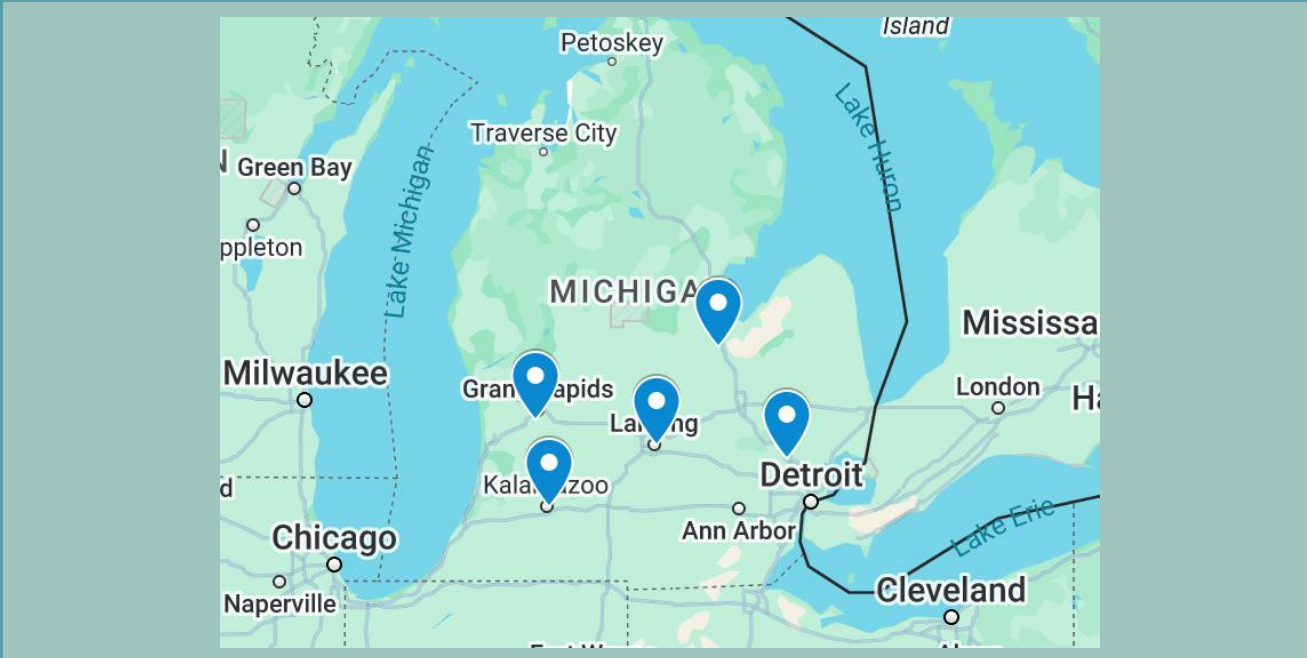 Island
Petoskey
Lake Huron
Traverse City
Green Bay
Lake Michigan
ppleton
MICHIGA
Mississa
Milwaukee
London
Lake Erie
Detroit
Ann Arbor
Chicago
Cleveland
Naperville